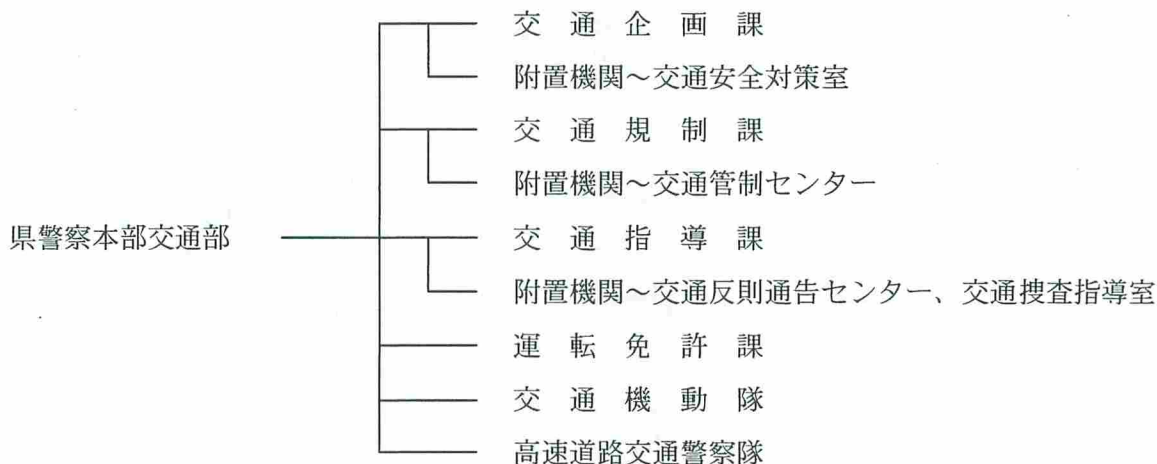 交通企画課
附置機関～交通安全対策室
交通規制課
附置機関～交通管制センター
県警察本部交通部
交通指導課
附置機関～交通反則通告センター、交通捜査指導室
運転免許課
交通機動隊
高速道路交通警察隊